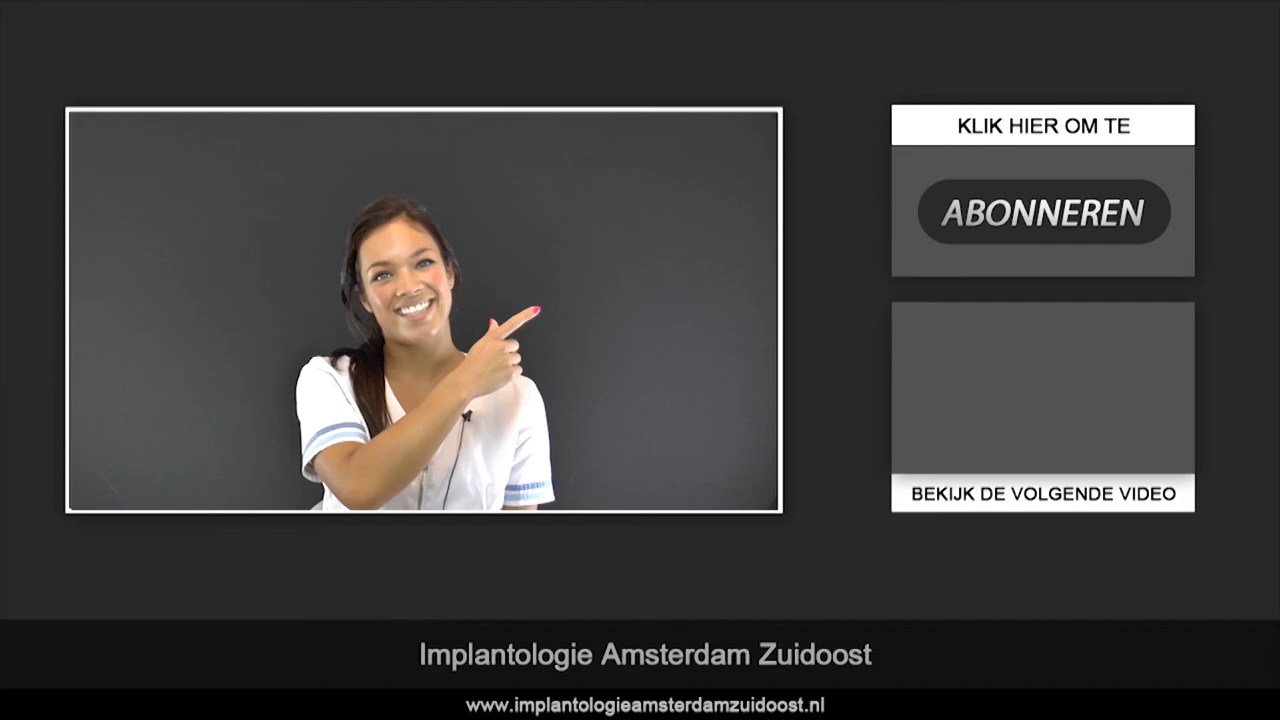 KLIK HIER OM TE
ABONNEREN
BEKIJK DE VOLGENDE VIDEO
Implantologie Amsterdam Zuidoost
www.implantologieamsterdamzuidoost.nl